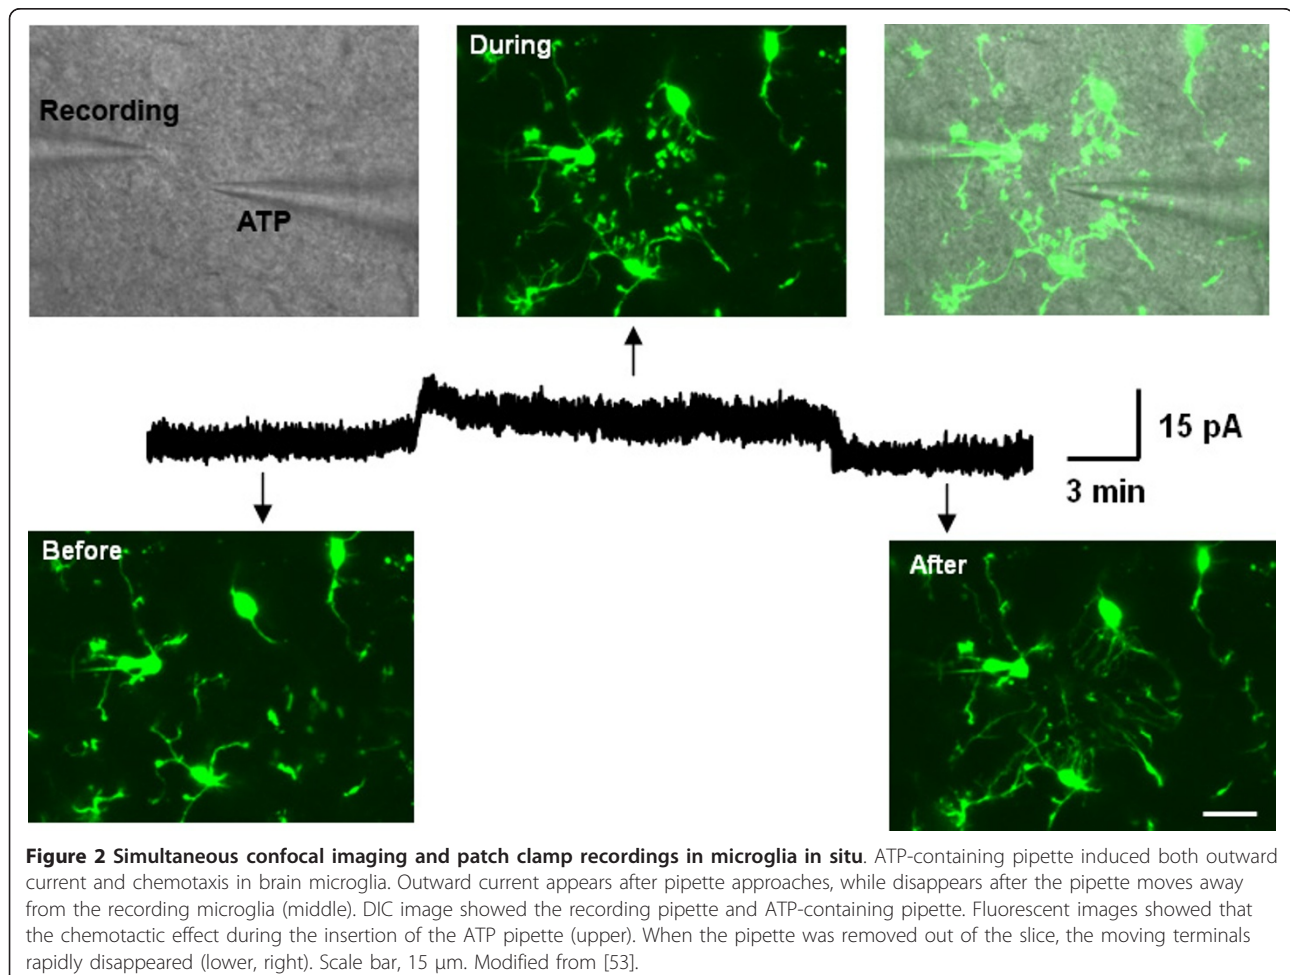 Recording
ATP
During
15 pA
3 min
Before
After
Figure 2 Simultaneous confocal imaging and patch clamp recordings in microglia in situ. ATP-containing pipette induced both outward
current and chemotaxis in brain microglia. Outward current appears after pipette approaches, while disappears after the pipette moves away
from the recording microglia (middle). DIC image showed the recording pipette and ATP-containing pipette. Fluorescent images showed that
the chemotactic effect during the insertion of the ATP pipette (upper). When the pipette was removed out of the slice, the moving terminals
rapidly disappeared (lower, right). Scale bar, 15 μm. Modified from [53].